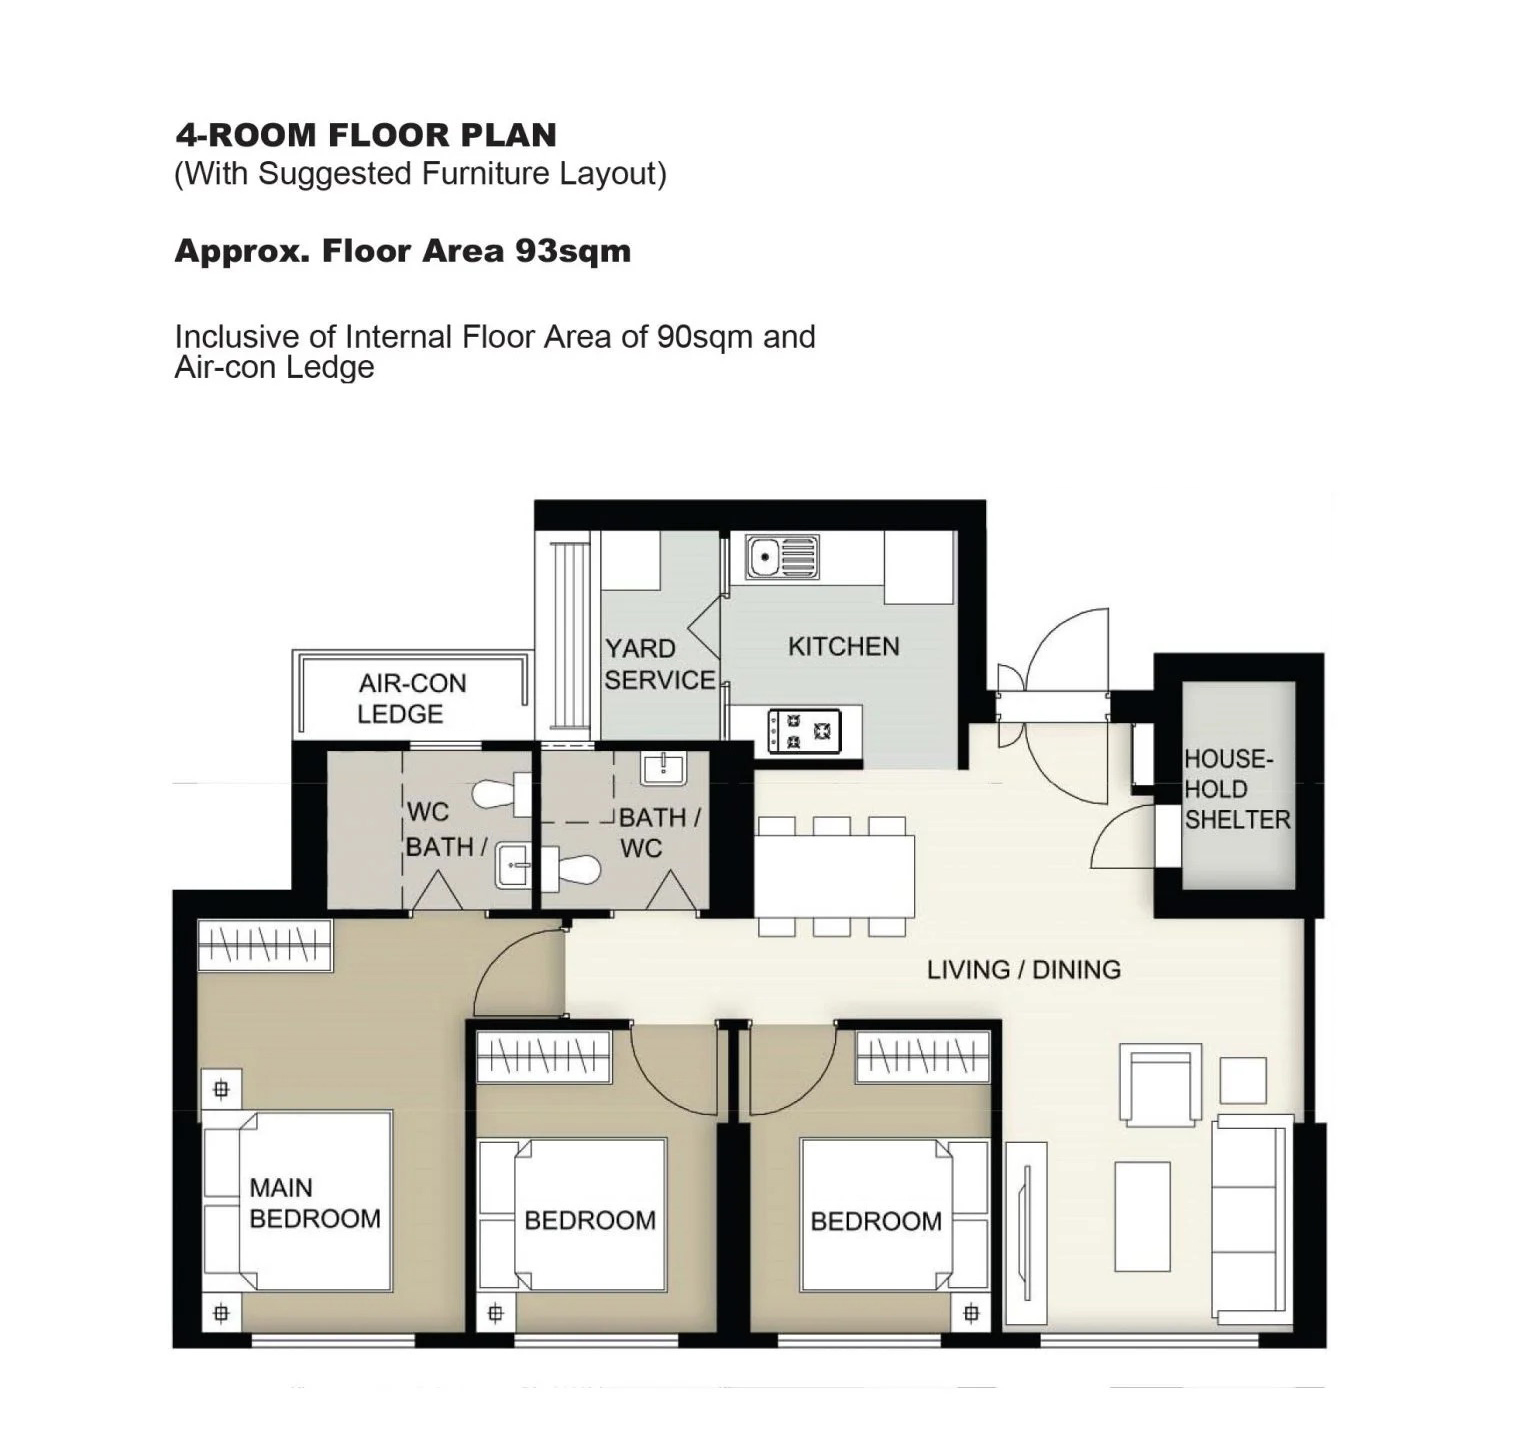 4-ROOM FLOOR PLAN
(With Suggested Furniture Layout)
Approx. Floor Area 93sqm
Inclusive of Internal Floor Area of 90sqm and
Air-con Ledge
YARD
SERVICE
KITCHEN
AIR-CON
LEDGE
HOUSE-
HOLD
SHELTER
WC
BATH /
BATH /
WC
LIVING / DINING
MAIN
BEDROOM
BEDROOM
BEDROOM